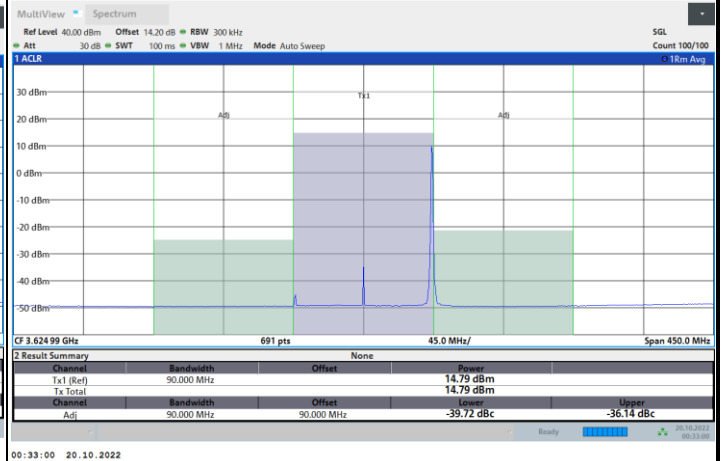 MultiView Spectrum
Ref Level 40.00 dBm Offset 14.20 dB RBW 300 kHz SGL
Att 30 dB SWT 100 ms VBW 1 MHz Mode Auto Sweep Count 100/100
1 ACLR 1Rm Avg
30 dBm
Tx1
20 dBm Adj Adj
10 dBm
0 dBm
-10 dBm
-20 dBm
-30 dBm
-40 dBm
-50 dBm
CF 3.624 99 GHz 691 pts 45.0 MHz/ Span 450.0 MHz
2 Result Summary None
Channel Bandwidth Offset Power
Tx1 (Ref) 90.000 MHz 14.79 dBm
Tx Total 14.79 dBm
Channel Bandwidth Offset Lower Upper
Adj 90.000 MHz 90.000 MHz -39.72 dBc -36.14 dBc
Ready 20.10.2022
00:33:00
00:33:00 20.10.2022